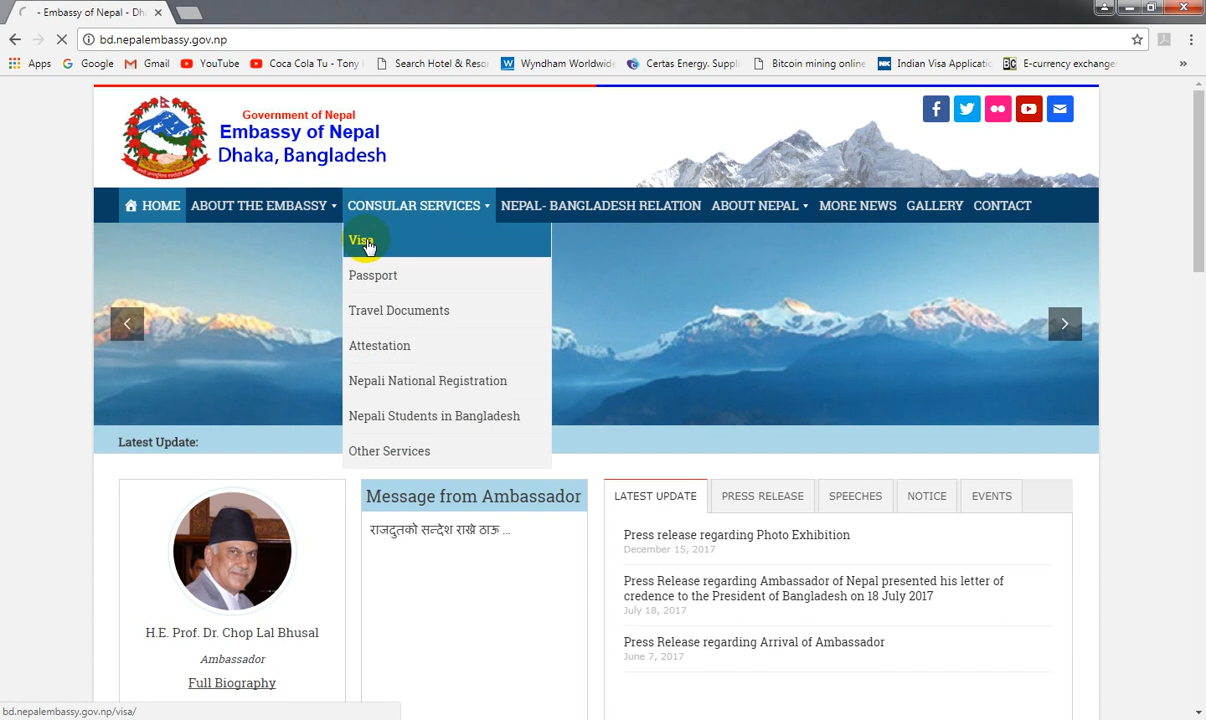 - Embassy of Nepal - Dh
bd.nepalembassy.gov.np
Apps Google Gmail YouTube Coca Cola Tu - Tony Search Hotel & Reso Wyndham Worldwid Certas Energy. Suppl Bitcoin mining online Indian Visa Applicati E-currency exchange »
Government of Nepal
Embassy of Nepal
Dhaka, Bangladesh
HOME ABOUT THE EMBASSY CONSULAR SERVICES NEPAL- BANGLADESH RELATION ABOUT NEPAL MORE NEWS GALLERY CONTACT
Visa
Passport
Travel Documents
Attestation
Nepali National Registration
Nepali Students in Bangladesh
Other Services
Latest Update:
H.E. Prof. Dr. Chop Lal Bhusal
Ambassador
Full Biography
Message from Ambassador
राजदुतको सन्देश राख्ने ठाऊ ...
LATEST UPDATE PRESS RELEASE SPEECHES NOTICE EVENTS
Press release regarding Photo Exhibition
December 15, 2017
Press Release regarding Ambassador of Nepal presented his letter of
credence to the President of Bangladesh on 18 July 2017
July 18, 2017
Press Release regarding Arrival of Ambassador
June 7, 2017
bd.nepalembassy.gov.np/visa/